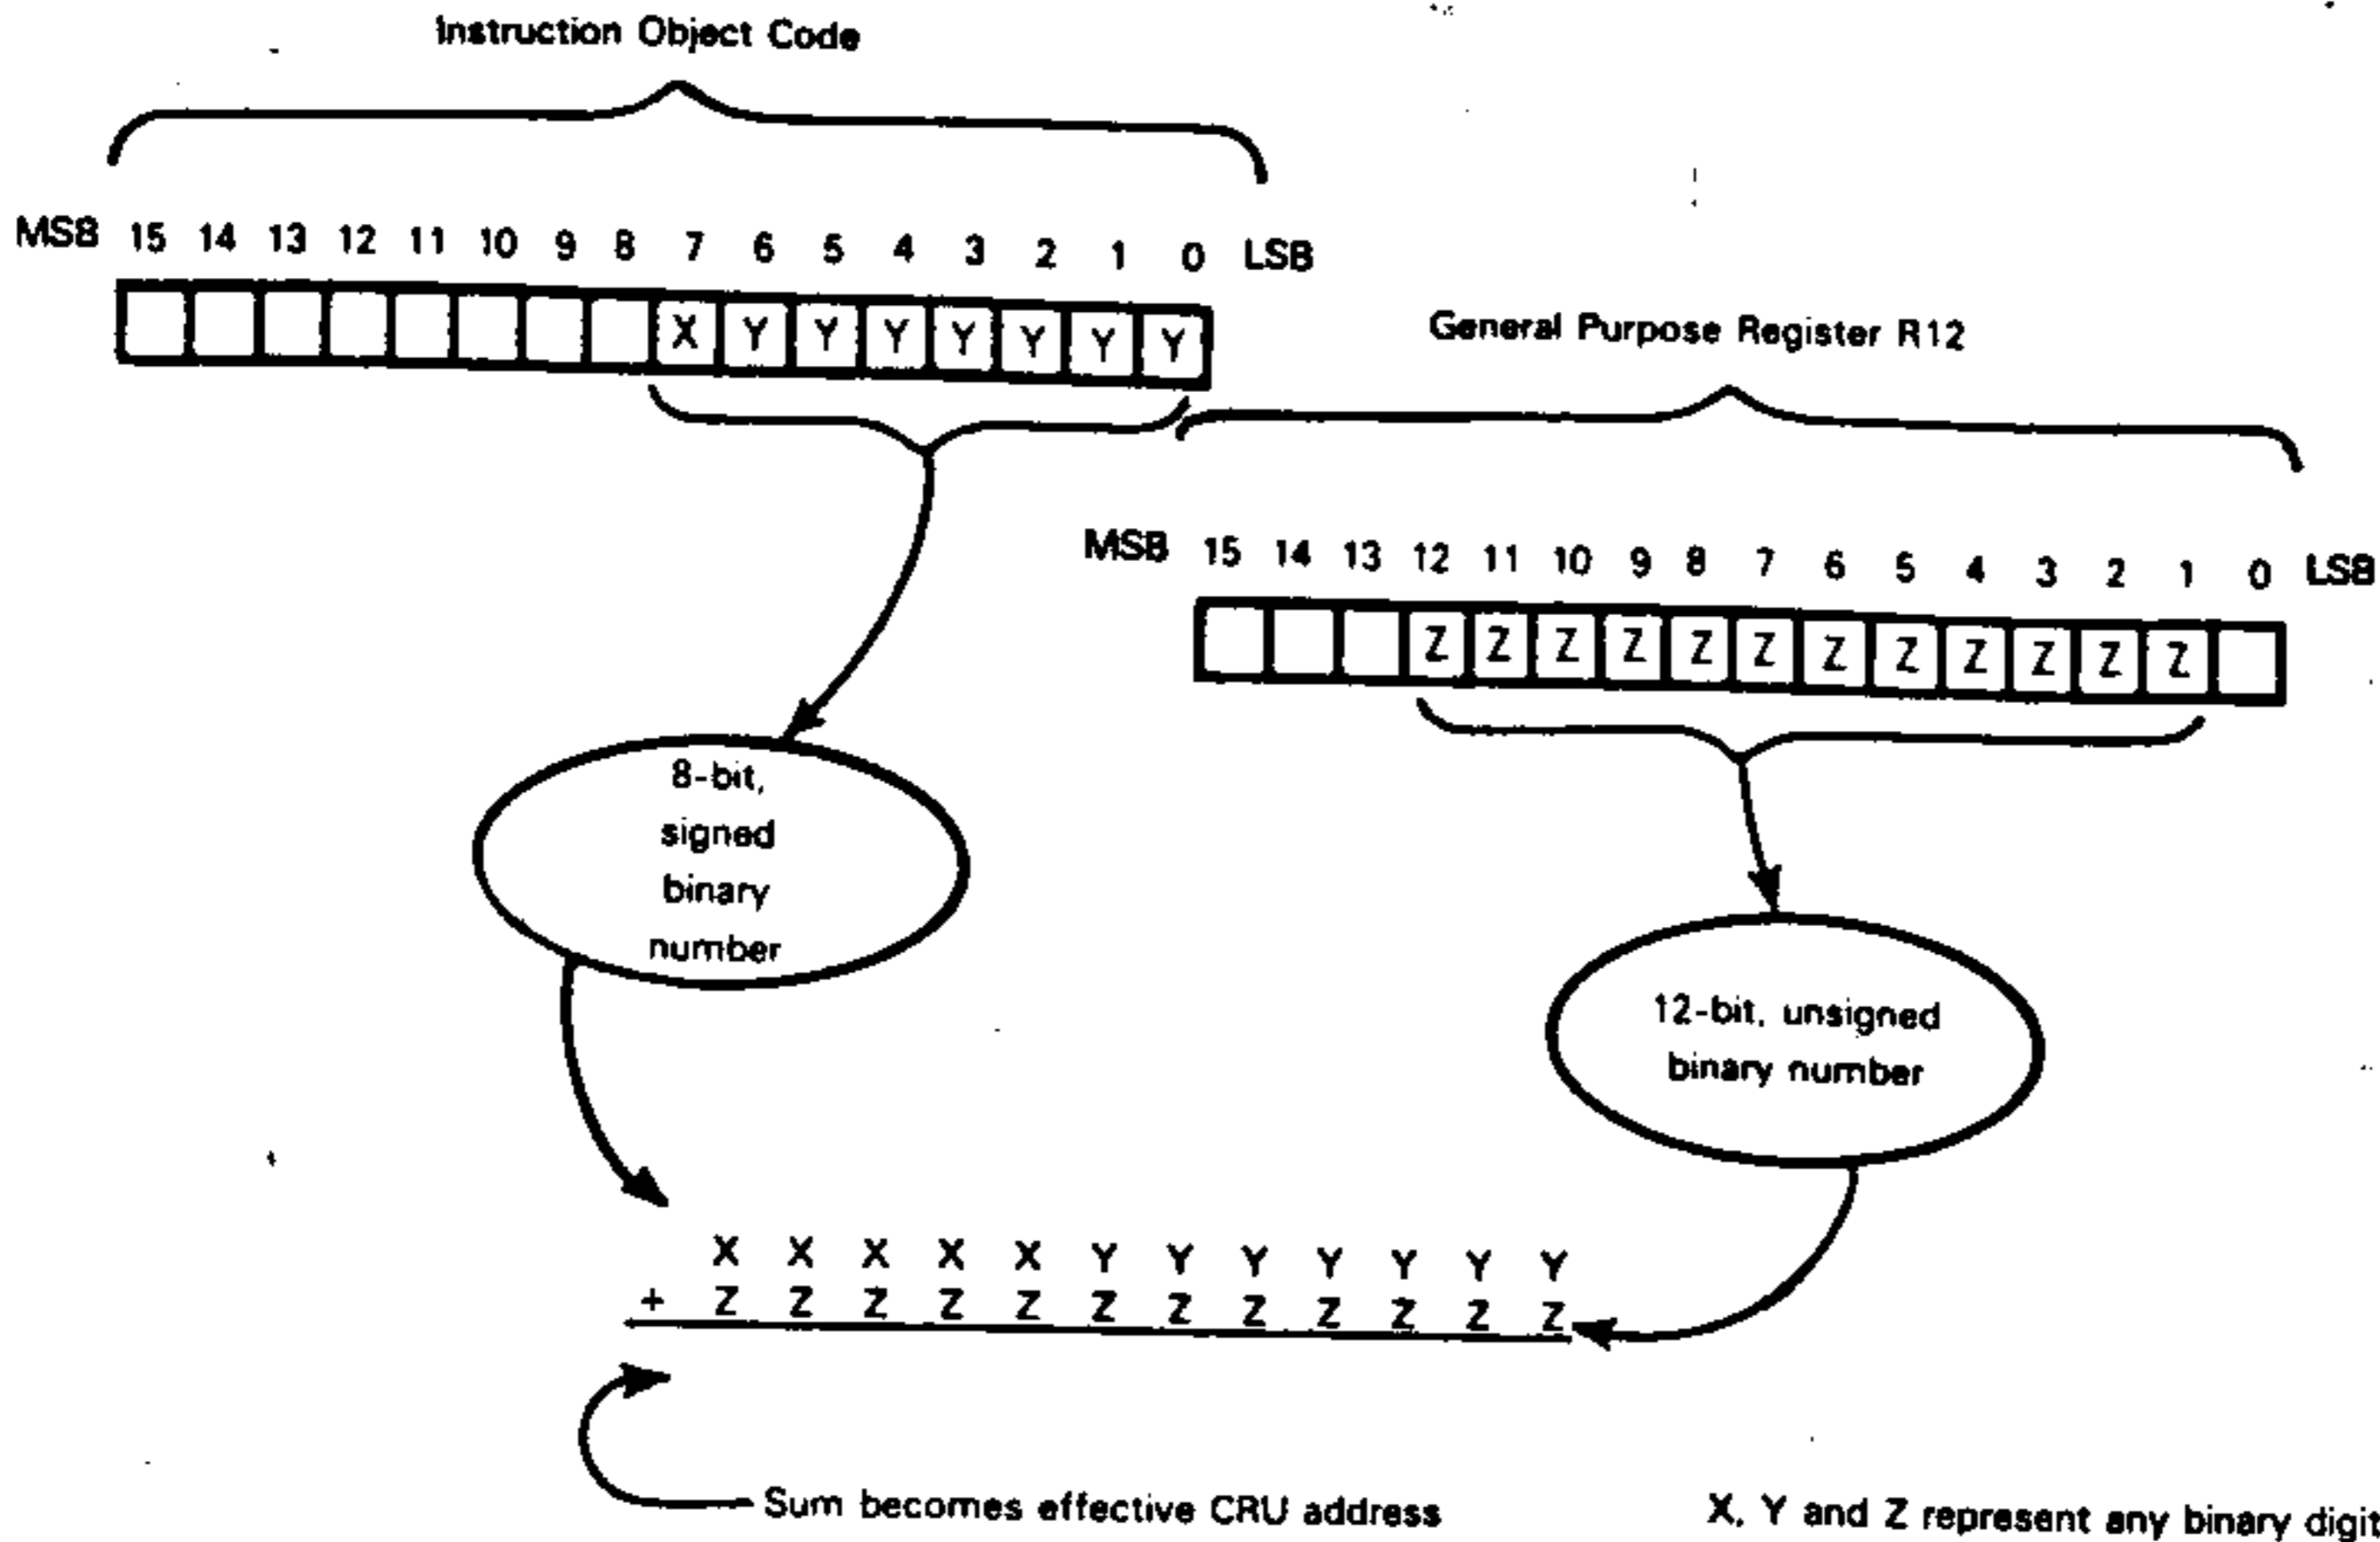 Instruction Object Code
MSB 15 14 13 12 11 10 9 8 7 6 5 4 3 2 1 0 LSB
X Y Y Y Y Y Y Y
General Purpose Register R12
MSB 15 14 13 12 11 10 9 8 7 6 5 4 3 2 1 0 LSB
Z Z Z Z Z Z Z Z Z Z Z Z
8-bit,
signed
binary
number
12-bit, unsigned
binary number
X X X X X Y Y Y Y Y Y Y
+ Z Z Z Z Z Z Z Z Z Z Z Z
Sum becomes effective CRU address
X, Y and Z represent any binary digit